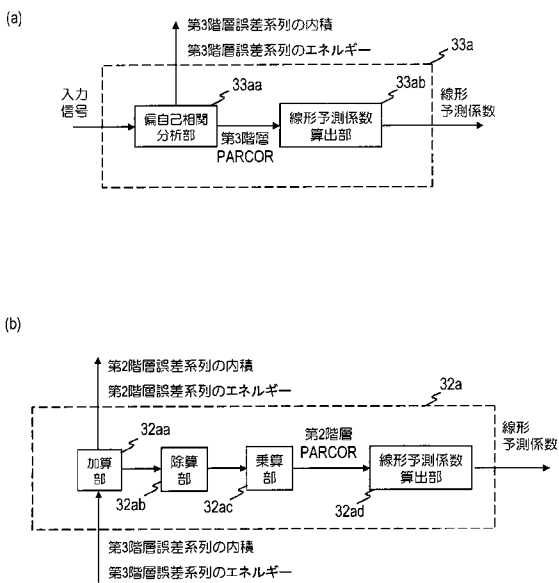 (a)
第3階層誤差系列の内積
第3階層誤差系列のエネルギー
33a
33aa
33ab
入力
信号
偏自己相関
分析部
第3階層
PARCOR
線形予測係数
算出部
線形
予測係数
(b)
第2階層誤差系列の内積
第2階層誤差系列のエネルギー
32a
32aa
加算
部
除算
部
乗算
部
第2階層
PARCOR
線形予測係数
算出部
線形
予測係数
32ab
32ac
32ad
第3階層誤差系列の内積
第3階層誤差系列のエネルギー